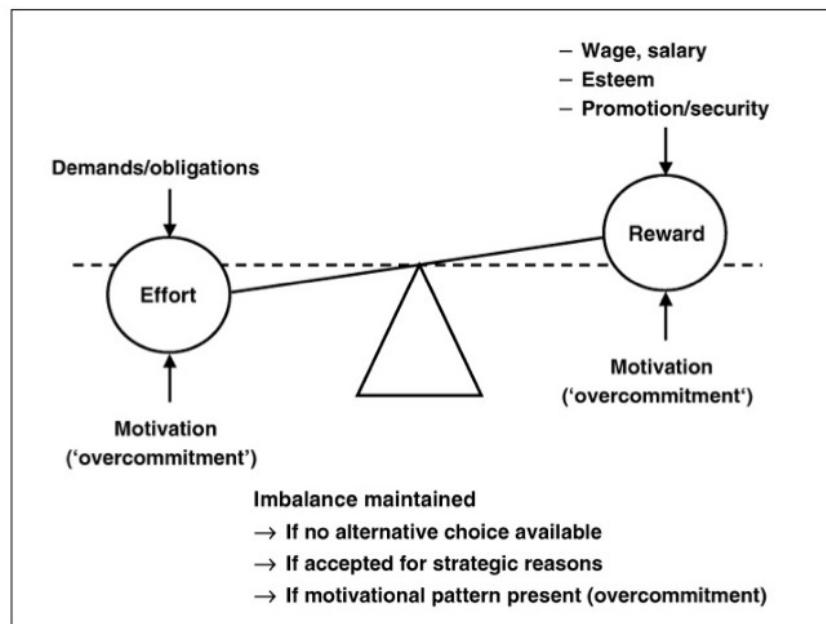 – Wage, salary
– Esteem
– Promotion/security
Demands/obligations
Reward
Effort
Motivation
(‘overcommitment‘)
Motivation
(‘overcommitment’)
Imbalance maintained
→ If no alternative choice available
→ If accepted for strategic reasons
→ If motivational pattern present (overcommitment)